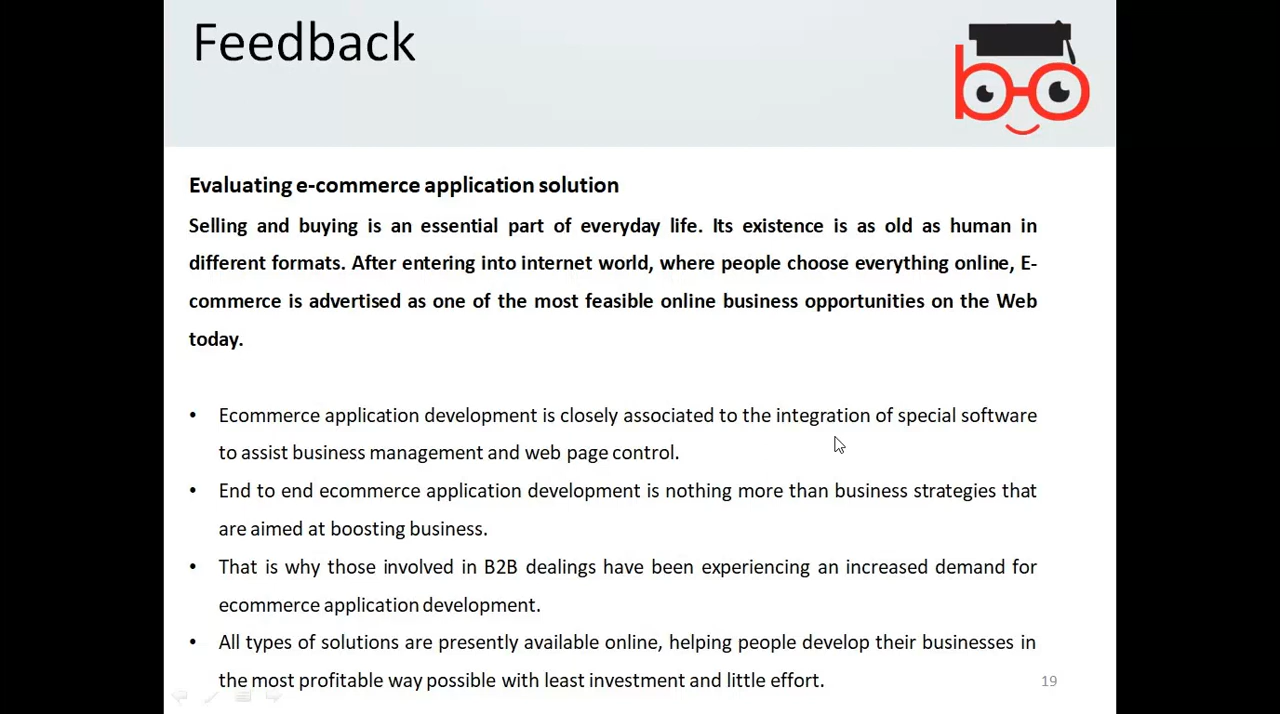 Feedback
Evaluating e-commerce application solution
Selling and buying is an essential part of everyday life. Its existence is as old as human in
different formats. After entering into internet world, where people choose everything online, E-
commerce is advertised as one of the most feasible online business opportunities on the Web
today.
• Ecommerce application development is closely associated to the integration of special software
to assist business management and web page control.
• End to end ecommerce application development is nothing more than business strategies that
are aimed at boosting business.
• That is why those involved in B2B dealings have been experiencing an increased demand for
ecommerce application development.
• All types of solutions are presently available online, helping people develop their businesses in
the most profitable way possible with least investment and little effort.
19